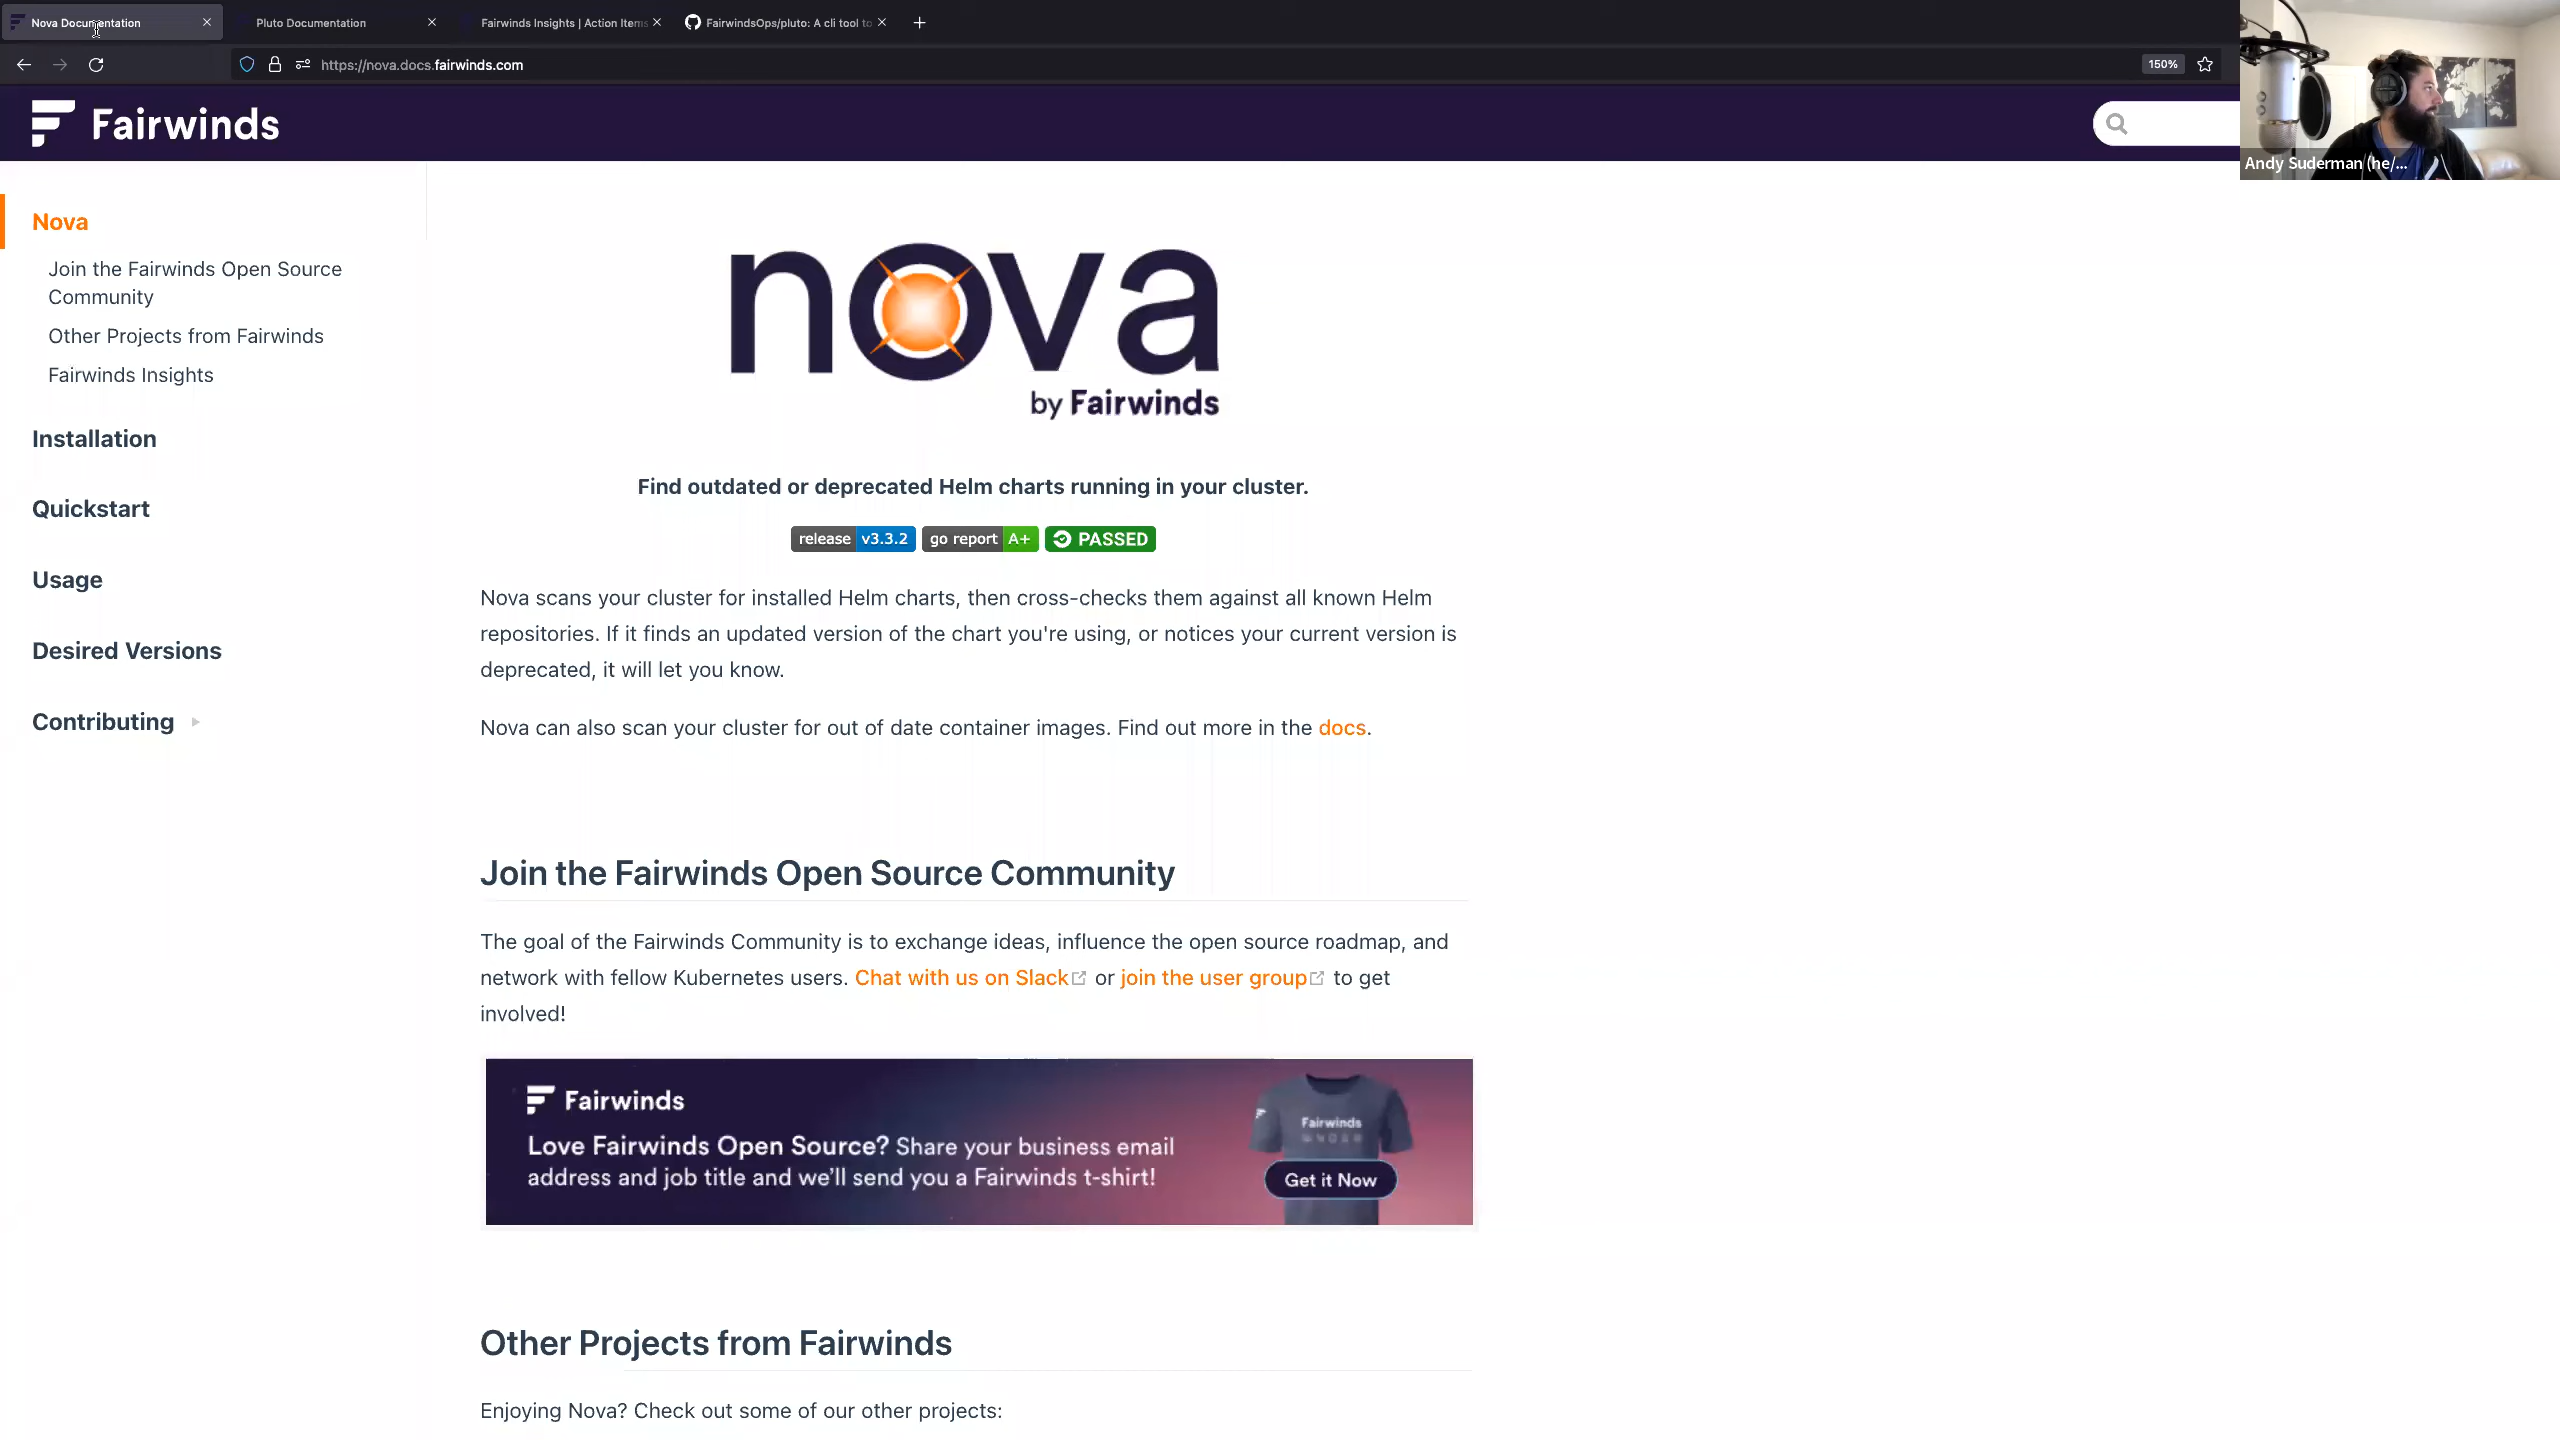 Nova Documentation
Pluto Documentation
Fairwinds Insights | Action Items
FairwindsOps/pluto: A cli tool to
https://nova.docs.fairwinds.com
150%
Fairwinds
Andy Suderman (he/...
Nova
Join the Fairwinds Open Source
Community
Other Projects from Fairwinds
Fairwinds Insights
Installation
Quickstart
Usage
Desired Versions
Contributing
nova
by Fairwinds
Find outdated or deprecated Helm charts running in your cluster.
release v3.3.2 go report A+ PASSED
Nova scans your cluster for installed Helm charts, then cross-checks them against all known Helm
repositories. If it finds an updated version of the chart you're using, or notices your current version is
deprecated, it will let you know.
Nova can also scan your cluster for out of date container images. Find out more in the docs.
Join the Fairwinds Open Source Community
The goal of the Fairwinds Community is to exchange ideas, influence the open source roadmap, and
network with fellow Kubernetes users. Chat with us on Slack or join the user group to get
involved!
Fairwinds
Love Fairwinds Open Source? Share your business email
address and job title and we'll send you a Fairwinds t-shirt!
Fairwinds
Get it Now
Other Projects from Fairwinds
Enjoying Nova? Check out some of our other projects: